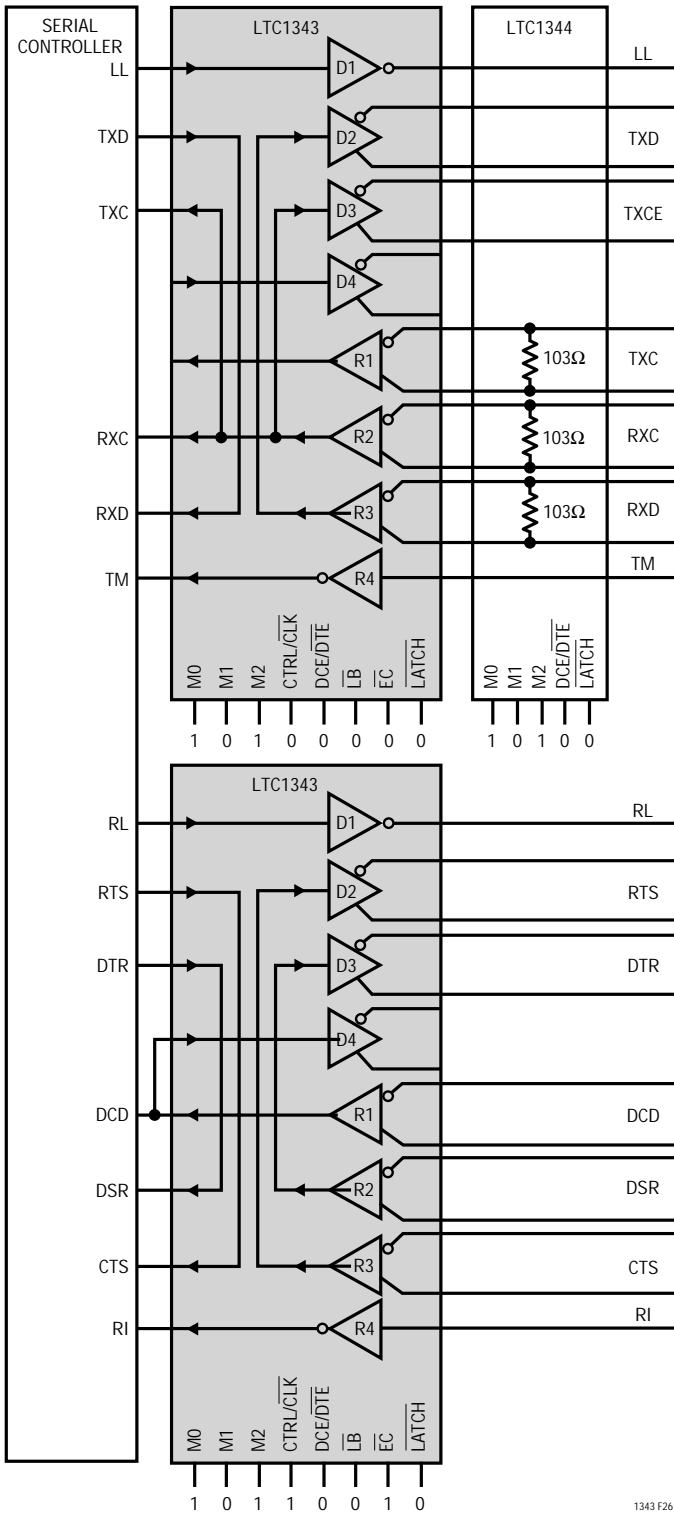 SERIAL
CONTROLLER
LTC1343
LTC1344
LL
D1
LL
TXD
D2
TXD
TXC
D3
TXCE
D4
R1
103Ω
TXC
RXC
R2
103Ω
RXC
RXD
R3
103Ω
RXD
TM
R4
TM
M0
M1
M2
CTRL/CLK
DCE/DTE
LB
EC
LATCH
M0
M1
M2
DCE/DTE
LATCH
1 0 1 0 0 0 0 0
1 0 1 0 0
LTC1343
RL
D1
RL
RTS
D2
RTS
DTR
D3
DTR
D4
DCD
R1
DCD
DSR
R2
DSR
CTS
R3
CTS
RI
R4
RI
M0
M1
M2
CTRL/CLK
DCE/DTE
LB
EC
LATCH
1 0 1 1 0 0 1 0
1343 F26